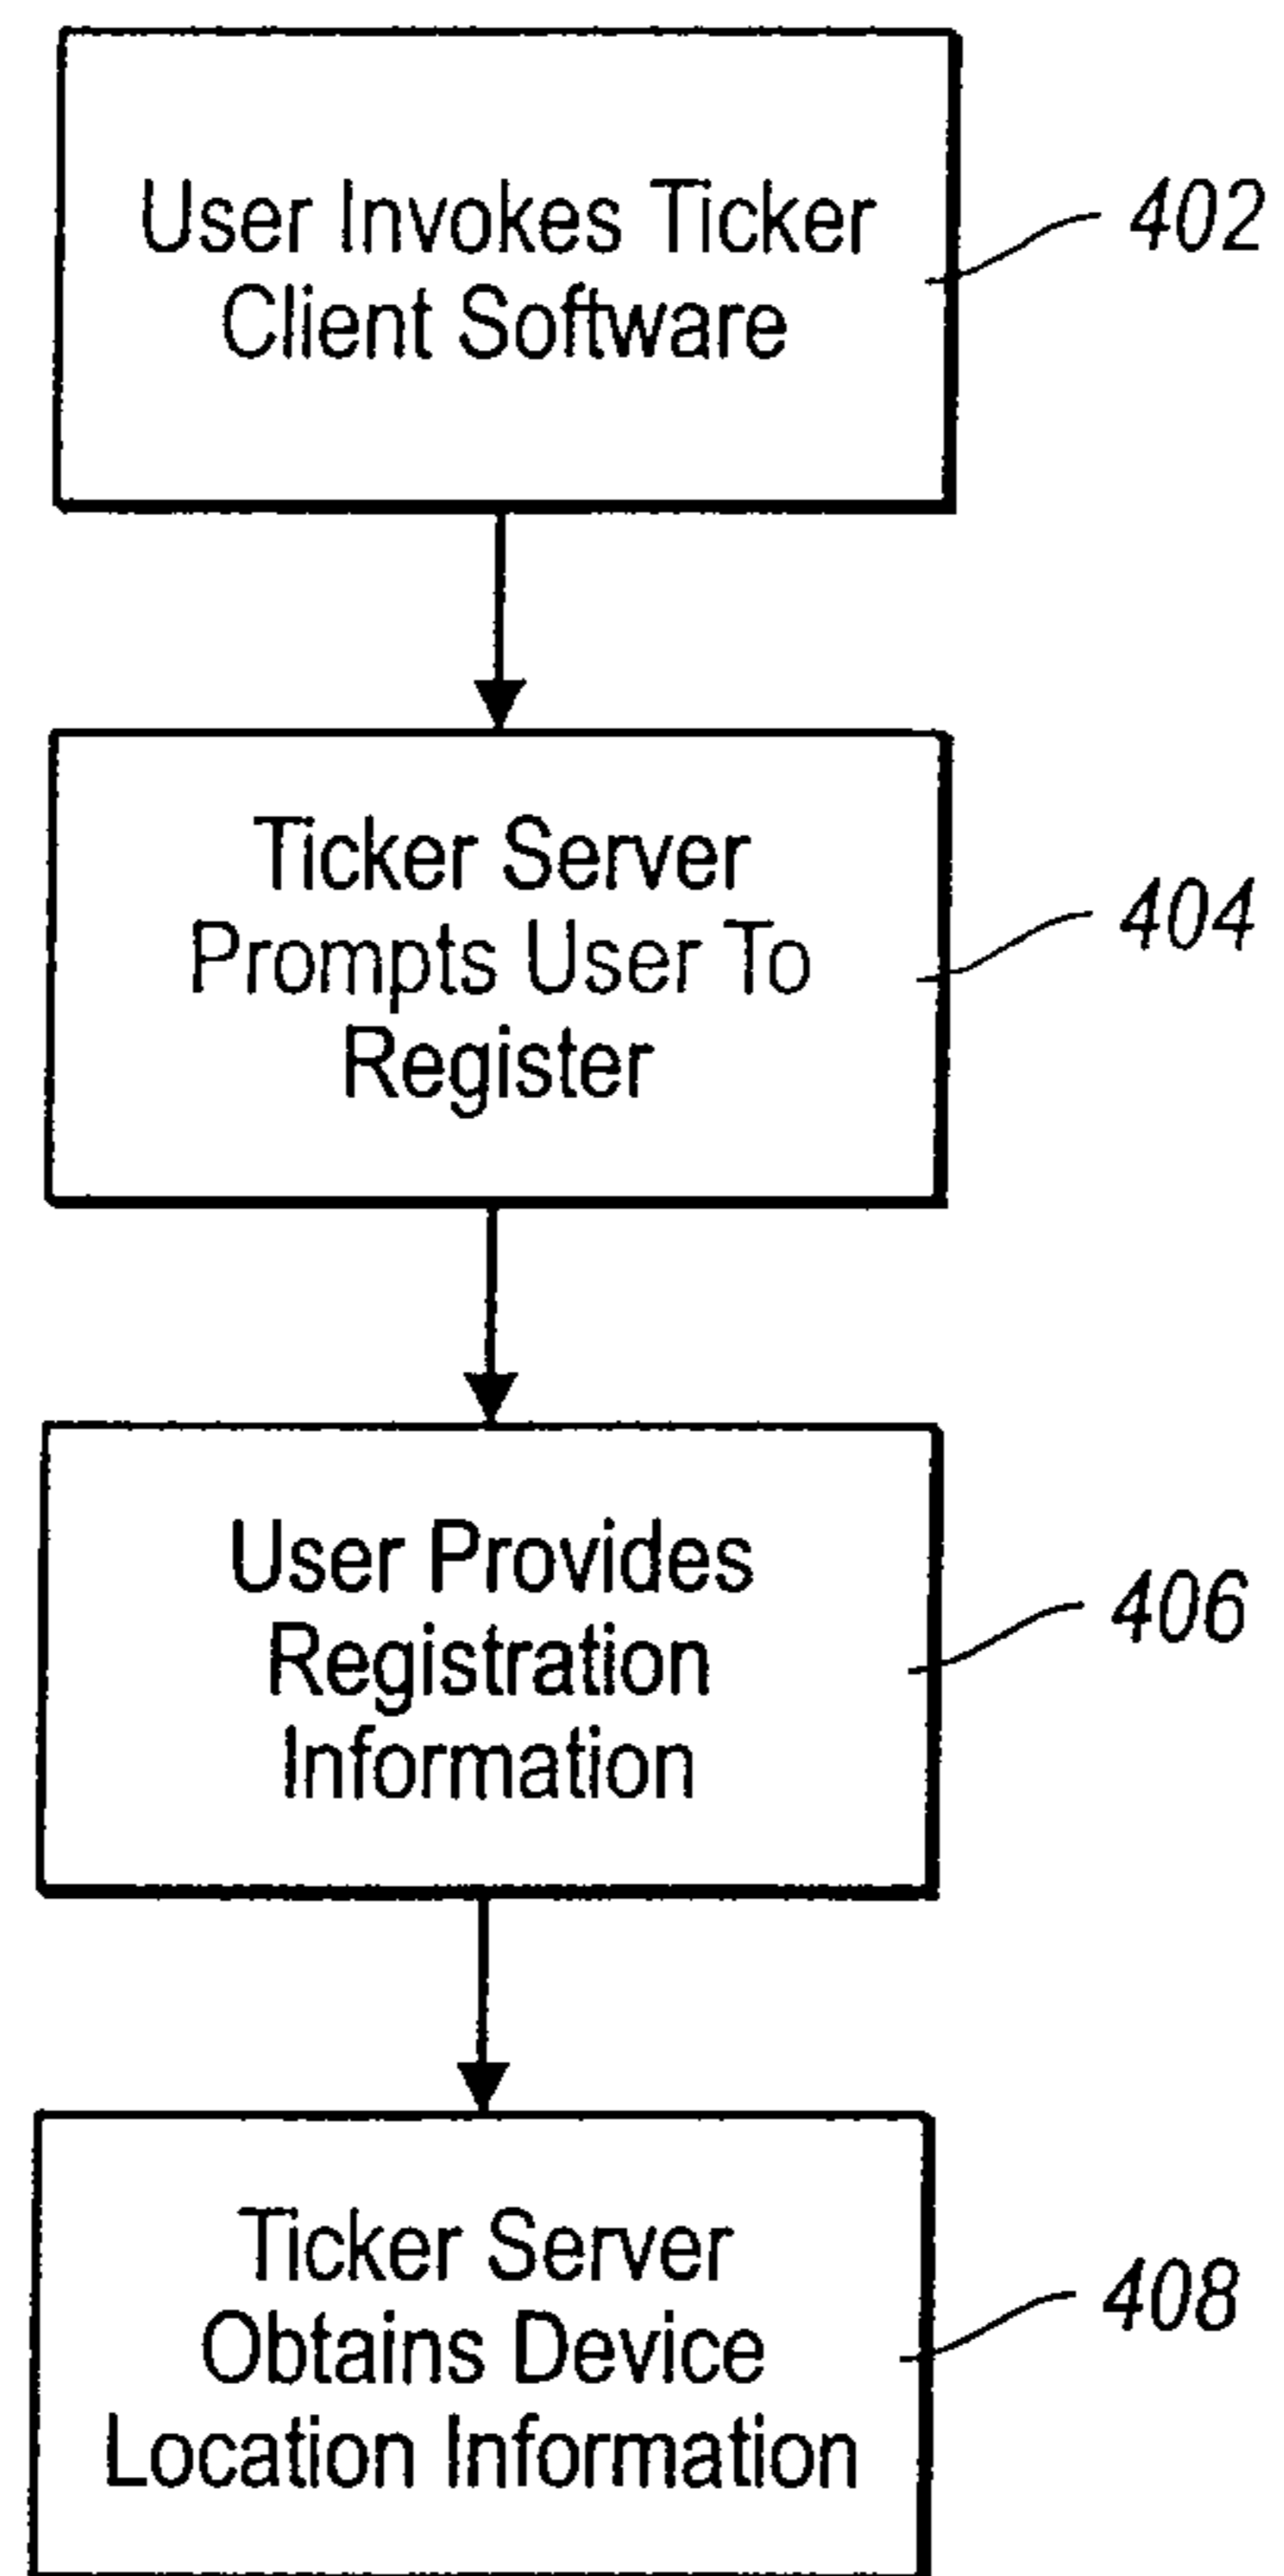 User Invokes Ticker
Client Software
402
Ticker Server
Prompts User To
Register
404
User Provides
Registration
Information
406
Ticker Server
Obtains Device
Location Information
408